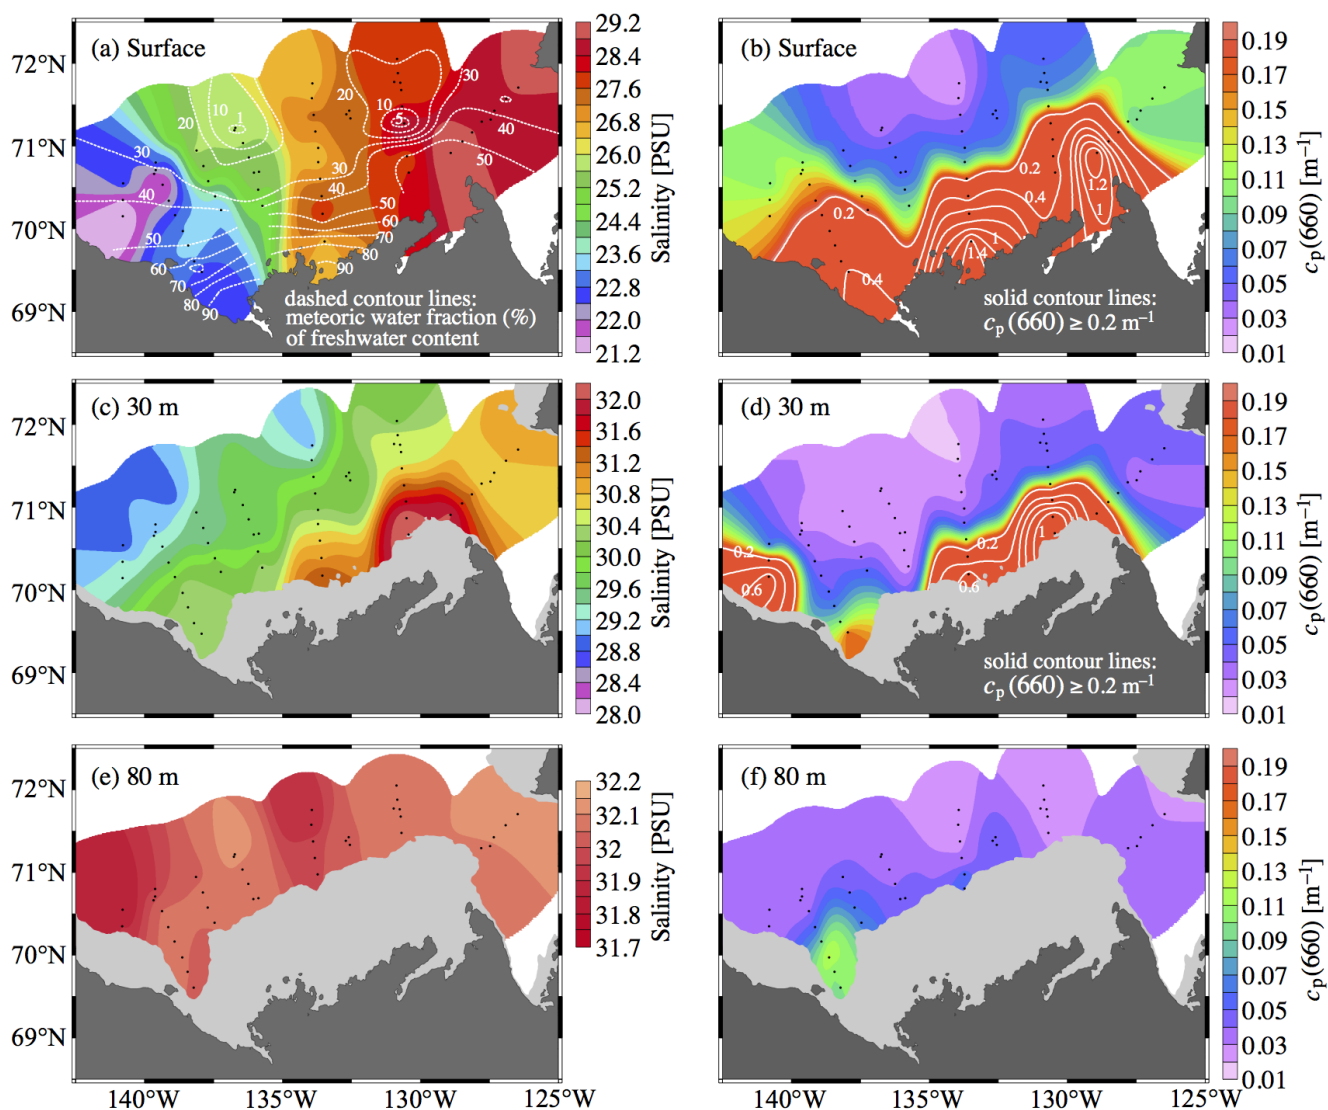 (a) Surface
72°N
71°N
70°N
69°N
30
20
10
1
20
10
5
30
40
50
30
40
30
40
50
60
70
80
90
50
60
70
80
90
dashed contour lines:
meteoric water fraction (%)
of freshwater content
29.2
28.4
27.6
26.8
26.0
25.2
24.4
23.6
22.8
22.0
21.2
Salinity [PSU]
(b) Surface
0.2
0.4
1.2
1
0.2
1
1.4
0.4
solid contour lines:
cp(660) ≥ 0.2 m⁻¹
0.19
0.17
0.15
0.13
0.11
0.09
0.07
0.05
0.03
0.01
cp(660) [m⁻¹]
(c) 30 m
72°N
71°N
70°N
69°N
32.0
31.6
31.2
30.8
30.4
30.0
29.6
29.2
28.8
28.4
28.0
Salinity [PSU]
(d) 30 m
0.2
0.6
0.2
0.6
1
solid contour lines:
cp(660) ≥ 0.2 m⁻¹
0.19
0.17
0.15
0.13
0.11
0.09
0.07
0.05
0.03
0.01
cp(660) [m⁻¹]
(e) 80 m
72°N
71°N
70°N
69°N
140°W
135°W
130°W
125°W
32.2
32.1
32
31.9
31.8
31.7
Salinity [PSU]
(f) 80 m
140°W
135°W
130°W
125°W
0.19
0.17
0.15
0.13
0.11
0.09
0.07
0.05
0.03
0.01
cp(660) [m⁻¹]